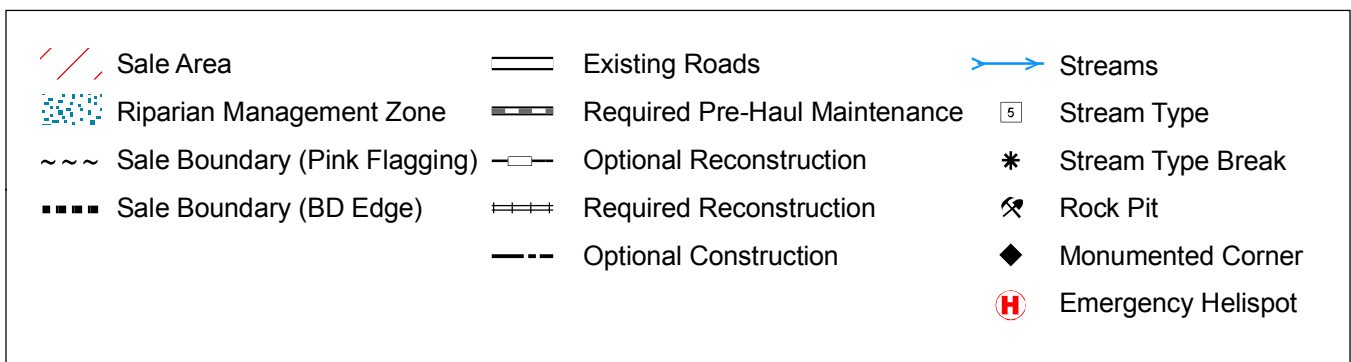 Sale Area
Riparian Management Zone
Sale Boundary (Pink Flagging)
Sale Boundary (BD Edge)
Existing Roads
Required Pre-Haul Maintenance
Optional Reconstruction
Required Reconstruction
Optional Construction
Streams
5 Stream Type
Stream Type Break
Rock Pit
Monumented Corner
H Emergency Helispot